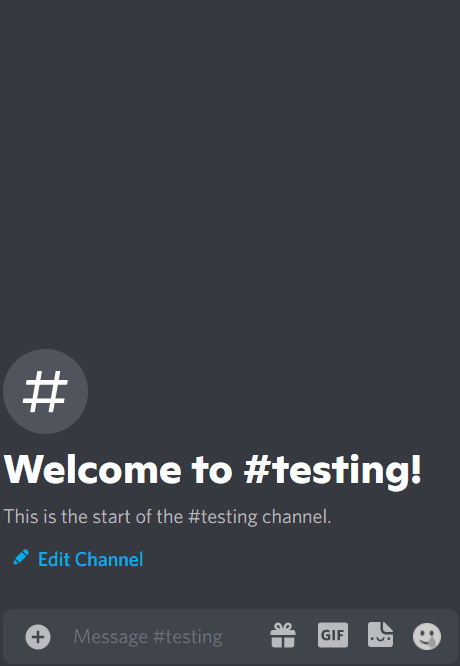 #
Welcome to #testing!
This is the start of the #testing channel.
Edit Channel
Message #testing
GIF